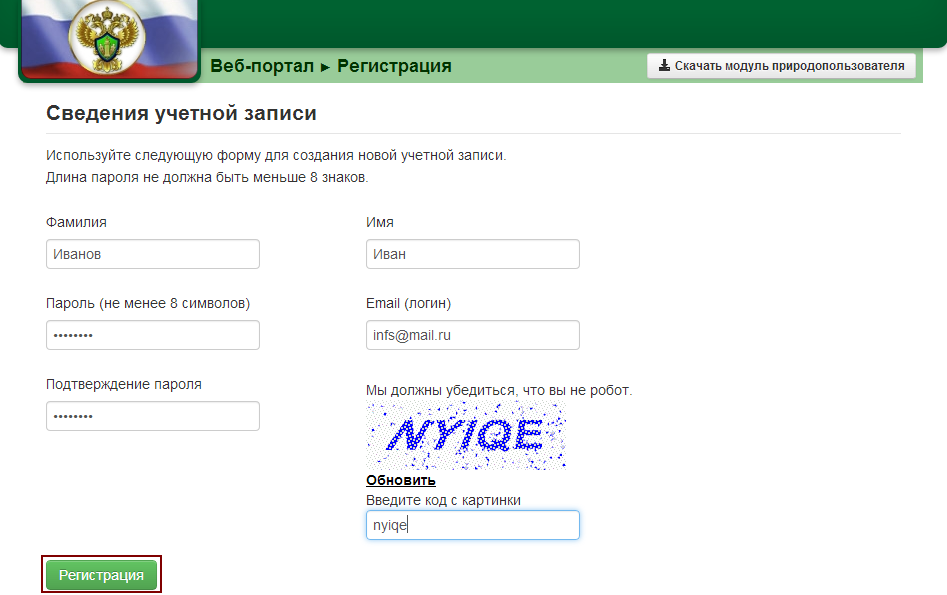 Веб-портал ► Регистрация
Скачать модуль природопользователя
Сведения учетной записи
Используйте следующую форму для создания новой учетной записи.
Длина пароля не должна быть меньше 8 знаков.
Фамилия
Имя
Иванов
Иван
Пароль (не менее 8 символов)
Email (логин)
••••••••
infs@mail.ru
Подтверждение пароля
Мы должны убедиться, что вы не робот.
••••••••
NYIQE
Обновить
Введите код с картинки
nyiqe
Регистрация